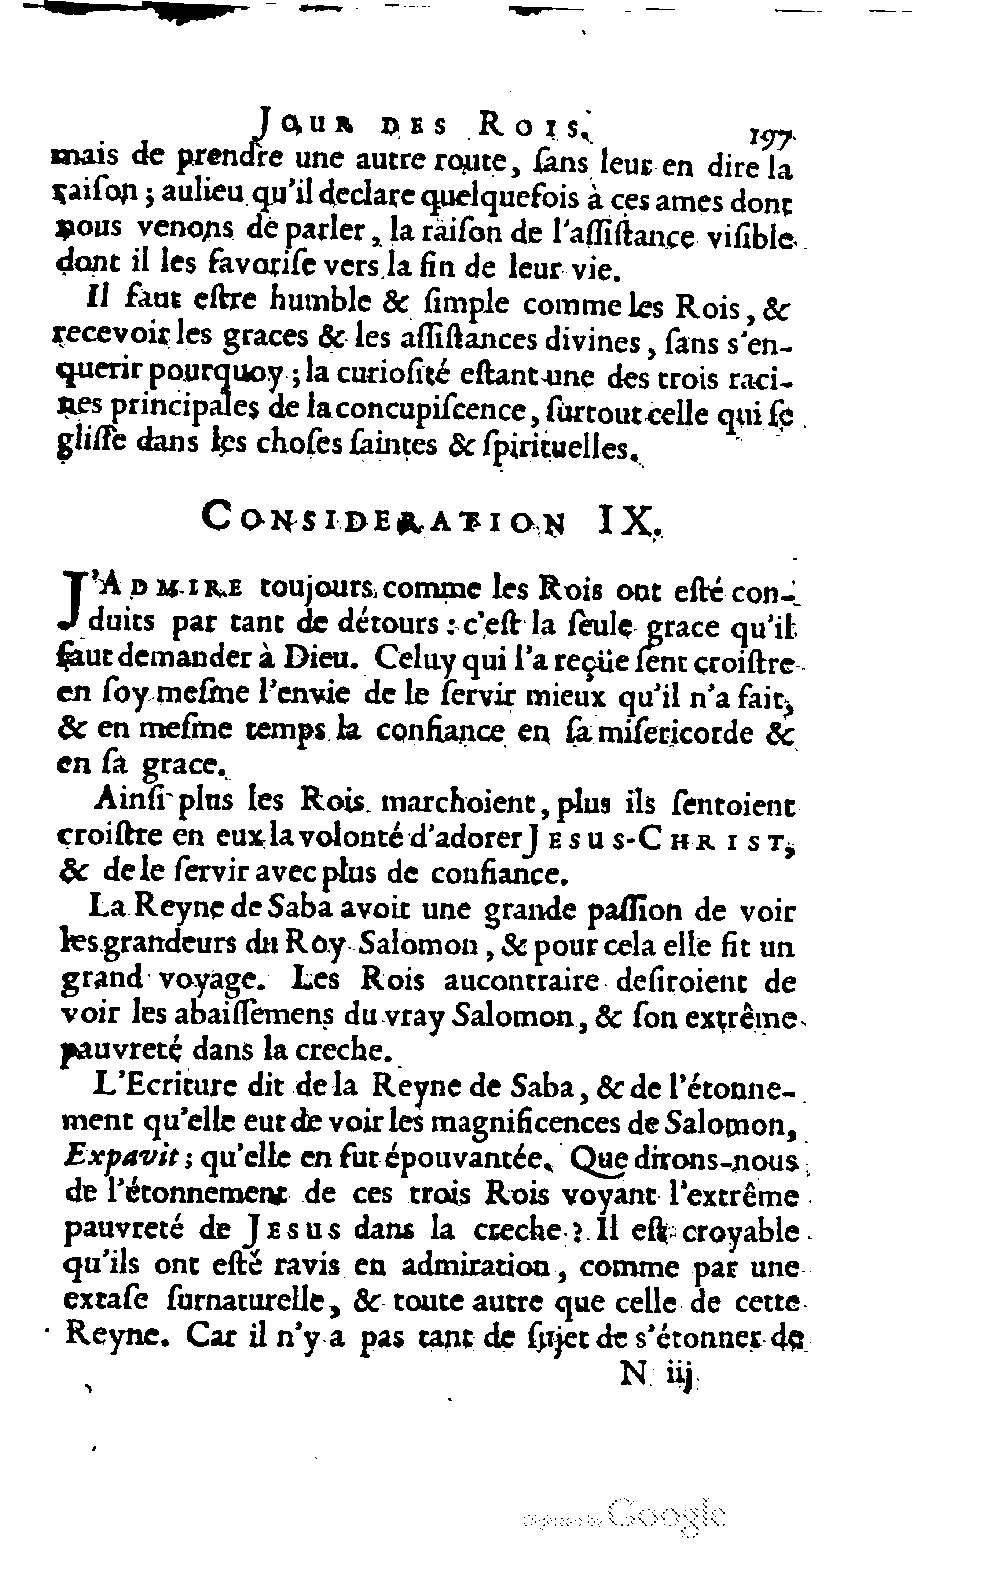 JOUR DES ROIS. 197
mais de prendre une autre route, ſans leur en dire la
raiſon; aulieu qu'il declare quelquefois à ces ames dont
nous venons de parler, la raiſon de l'aſſiſtance viſible
dont il les favoriſe vers la fin de leur vie.
Il faut eſtre humble & ſimple comme les Rois, &
recevoir les graces & les aſſiſtances divines, ſans s'en-
querir pourquoy; la curioſité eſtant une des trois raci-
nes principales de la concupiſcence, ſurtout celle qui ſe
gliſſe dans les choſes ſaintes & ſpirituelles.
CONSIDERATION IX.
J'ADMIRE toujours comme les Rois ont eſté con-
duits par tant de détours: c'eſt la ſeule grace qu'il
faut demander à Dieu. Celuy qui l'a reçüe ſent croiſtre
en ſoy meſme l'envie de le ſervir mieux qu'il n'a fait,
& en meſme temps la confiance en ſa miſericorde &
en ſa grace.
Ainſi plus les Rois marchoient, plus ils ſentoient
croiſtre en eux la volonté d'adorer JESUS-CHRIST,
& de le ſervir avec plus de confiance.
La Reyne de Saba avoit une grande paſſion de voir
les grandeurs du Roy Salomon, & pour cela elle fit un
grand voyage. Les Rois aucontraire deſiroient de
voir les abaiſſemens du vray Salomon, & ſon extrême
pauvreté dans la creche.
L'Ecriture dit de la Reyne de Saba, & de l'étonne-
ment qu'elle eut de voir les magnificences de Salomon,
Expavit; qu'elle en fut épouvantée. Que dirons-nous
de l'étonnement de ces trois Rois voyant l'extrême
pauvreté de JESUS dans la creche? Il eſt croyable
qu'ils ont eſté ravis en admiration, comme par une
extaſe ſurnaturelle, & toute autre que celle de cette
Reyne. Car il n'y a pas tant de ſujet de s'étonner de
N iij
Digitized by Google